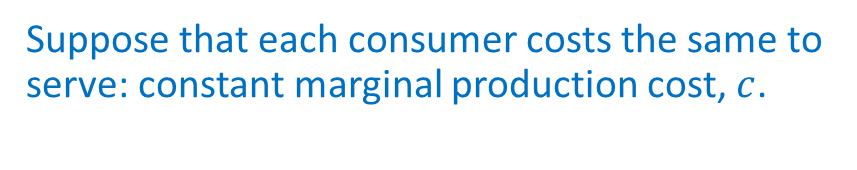 Suppose that each consumer costs the same to
serve: constant marginal production cost, c.